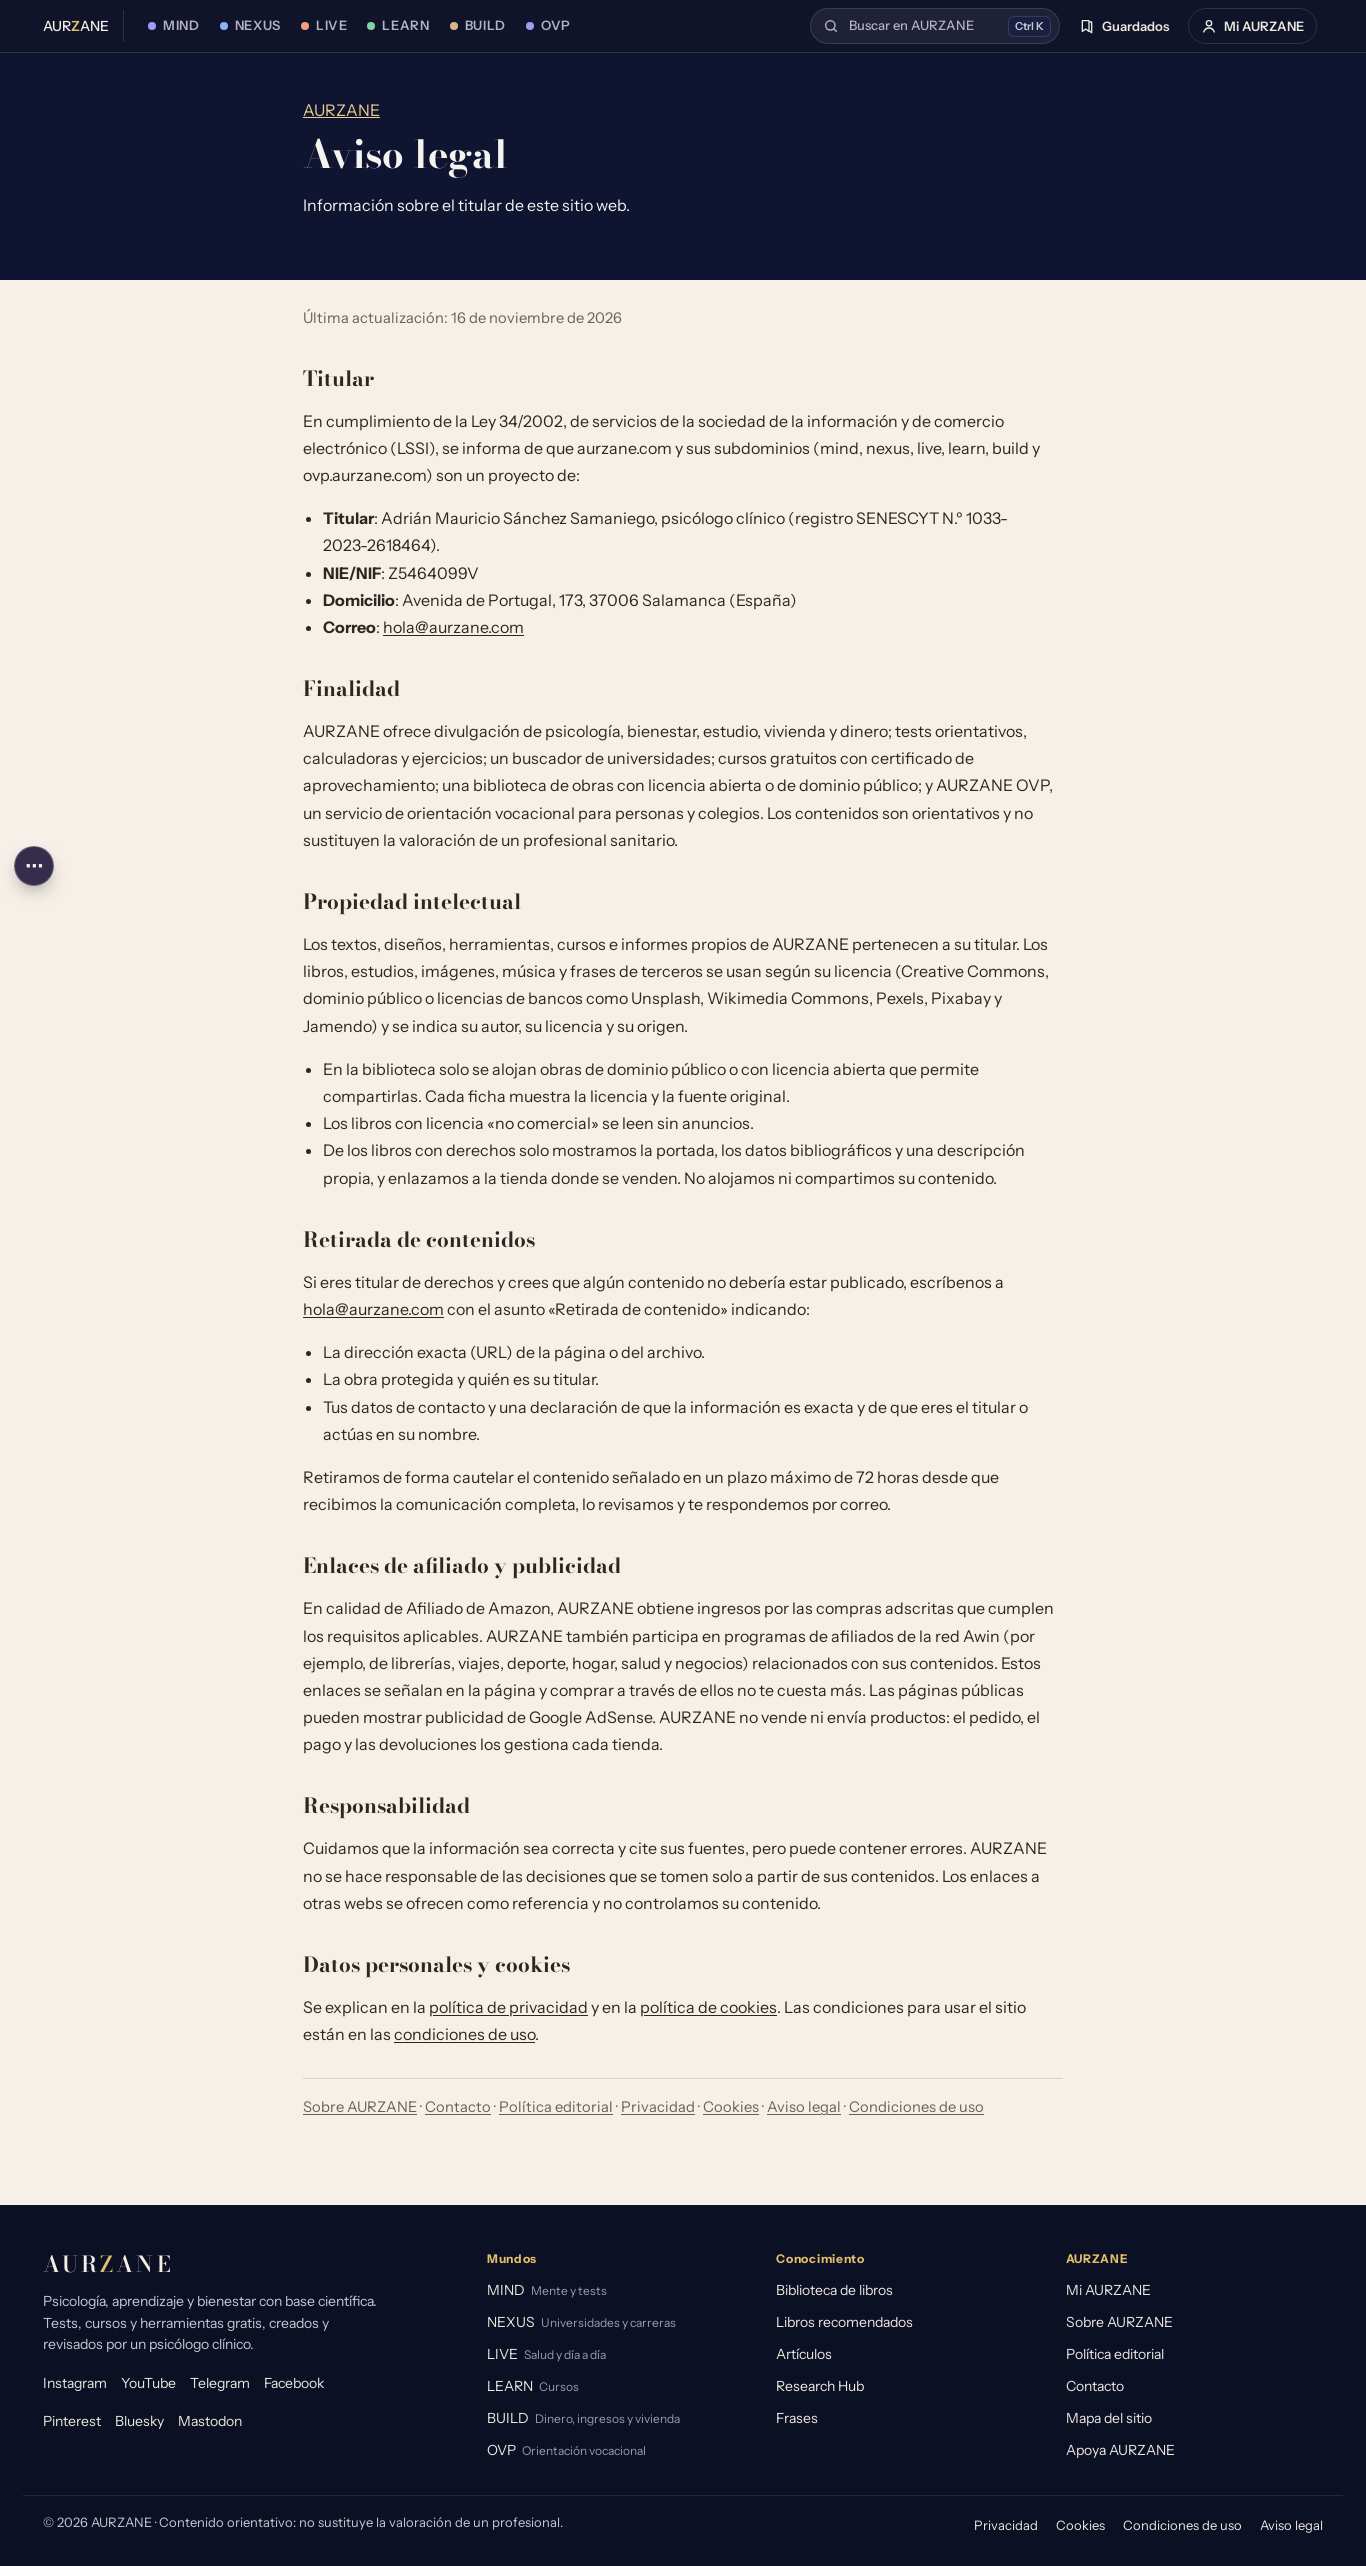 AURZANE
MIND
NEXUS
LIVE
LEARN
BUILD
OVP
Buscar en AURZANE
Ctrl K
Guardados
Mi AURZANE
AURZANE
Aviso legal
Información sobre el titular de este sitio web.
Última actualización: 16 de noviembre de 2026
Titular
En cumplimiento de la Ley 34/2002, de servicios de la sociedad de la información y de comercio
electrónico (LSSI), se informa de que aurzane.com y sus subdominios (mind, nexus, live, learn, build y
ovp.aurzane.com) son un proyecto de:
• Titular: Adrián Mauricio Sánchez Samaniego, psicólogo clínico (registro SENESCYT N.º 1033-
2023-2618464).
• NIE/NIF: Z5464099V
• Domicilio: Avenida de Portugal, 173, 37006 Salamanca (España)
• Correo: hola@aurzane.com
Finalidad
AURZANE ofrece divulgación de psicología, bienestar, estudio, vivienda y dinero; tests orientativos,
calculadoras y ejercicios; un buscador de universidades; cursos gratuitos con certificado de
aprovechamiento; una biblioteca de obras con licencia abierta o de dominio público; y AURZANE OVP,
un servicio de orientación vocacional para personas y colegios. Los contenidos son orientativos y no
sustituyen la valoración de un profesional sanitario.
Propiedad intelectual
Los textos, diseños, herramientas, cursos e informes propios de AURZANE pertenecen a su titular. Los
libros, estudios, imágenes, música y frases de terceros se usan según su licencia (Creative Commons,
dominio público o licencias de bancos como Unsplash, Wikimedia Commons, Pexels, Pixabay y
Jamendo) y se indica su autor, su licencia y su origen.
• En la biblioteca solo se alojan obras de dominio público o con licencia abierta que permite
compartirlas. Cada ficha muestra la licencia y la fuente original.
• Los libros con licencia «no comercial» se leen sin anuncios.
• De los libros con derechos solo mostramos la portada, los datos bibliográficos y una descripción
propia, y enlazamos a la tienda donde se venden. No alojamos ni compartimos su contenido.
Retirada de contenidos
Si eres titular de derechos y crees que algún contenido no debería estar publicado, escríbenos a
hola@aurzane.com con el asunto «Retirada de contenido» indicando:
• La dirección exacta (URL) de la página o del archivo.
• La obra protegida y quién es su titular.
• Tus datos de contacto y una declaración de que la información es exacta y de que eres el titular o
actúas en su nombre.
Retiramos de forma cautelar el contenido señalado en un plazo máximo de 72 horas desde que
recibimos la comunicación completa, lo revisamos y te respondemos por correo.
Enlaces de afiliado y publicidad
En calidad de Afiliado de Amazon, AURZANE obtiene ingresos por las compras adscritas que cumplen
los requisitos aplicables. AURZANE también participa en programas de afiliados de la red Awin (por
ejemplo, de librerías, viajes, deporte, hogar, salud y negocios) relacionados con sus contenidos. Estos
enlaces se señalan en la página y comprar a través de ellos no te cuesta más. Las páginas públicas
pueden mostrar publicidad de Google AdSense. AURZANE no vende ni envía productos: el pedido, el
pago y las devoluciones los gestiona cada tienda.
Responsabilidad
Cuidamos que la información sea correcta y cite sus fuentes, pero puede contener errores. AURZANE
no se hace responsable de las decisiones que se tomen solo a partir de sus contenidos. Los enlaces a
otras webs se ofrecen como referencia y no controlamos su contenido.
Datos personales y cookies
Se explican en la política de privacidad y en la política de cookies. Las condiciones para usar el sitio
están en las condiciones de uso.
Sobre AURZANE · Contacto · Política editorial · Privacidad · Cookies · Aviso legal · Condiciones de uso
AURZANE
Psicología, aprendizaje y bienestar con base científica.
Tests, cursos y herramientas gratis, creados y
revisados por un psicólogo clínico.
Instagram YouTube Telegram Facebook
Pinterest Bluesky Mastodon
Mundos
MIND Mente y tests
NEXUS Universidades y carreras
LIVE Salud y día a día
LEARN Cursos
BUILD Dinero, ingresos y vivienda
OVP Orientación vocacional
Conocimiento
Biblioteca de libros
Libros recomendados
Artículos
Research Hub
Frases
AURZANE
Mi AURZANE
Sobre AURZANE
Política editorial
Contacto
Mapa del sitio
Apoya AURZANE
© 2026 AURZANE · Contenido orientativo: no sustituye la valoración de un profesional.
Privacidad Cookies Condiciones de uso Aviso legal